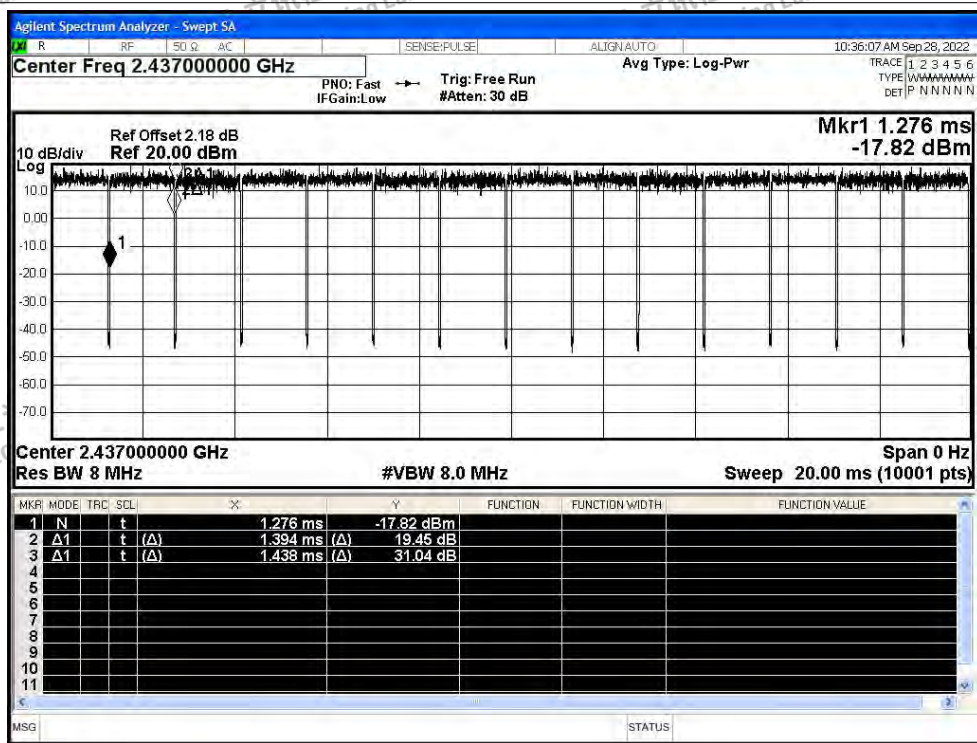 Agilent Spectrum Analyzer - Swept SA
R RF 50 Ω AC SENSE:PULSE ALIGN AUTO 10:36:07 AM Sep 28, 2022
Center Freq 2.437000000 GHz
PNO: Fast
IFGain:Low
Trig: Free Run
#Atten: 30 dB
Avg Type: Log-Pwr
TRACE 1 2 3 4 5 6
TYPE
DET P N N N N N
Mkr1 1.276 ms
-17.82 dBm
Ref Offset 2.18 dB
10 dB/div Ref 20.00 dBm
Log
10.0
0.00
-10.0
-20.0
-30.0
-40.0
-50.0
-60.0
-70.0
1
Center 2.437000000 GHz Span 0 Hz
Res BW 8 MHz #VBW 8.0 MHz Sweep 20.00 ms (10001 pts)
MKR MODE TRC SCL X Y FUNCTION FUNCTION WIDTH FUNCTION VALUE
1 N t 1.276 ms -17.82 dBm
2 Δ1 t (Δ) 1.394 ms (Δ) 19.45 dB
3 Δ1 t (Δ) 1.438 ms (Δ) 31.04 dB
4
5
6
7
8
9
10
11
MSG STATUS